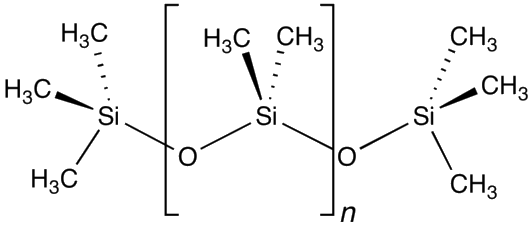 H₃C H₃C CH₃ CH₃
H₃C CH₃
Si Si Si
O O
H₃C CH₃
n